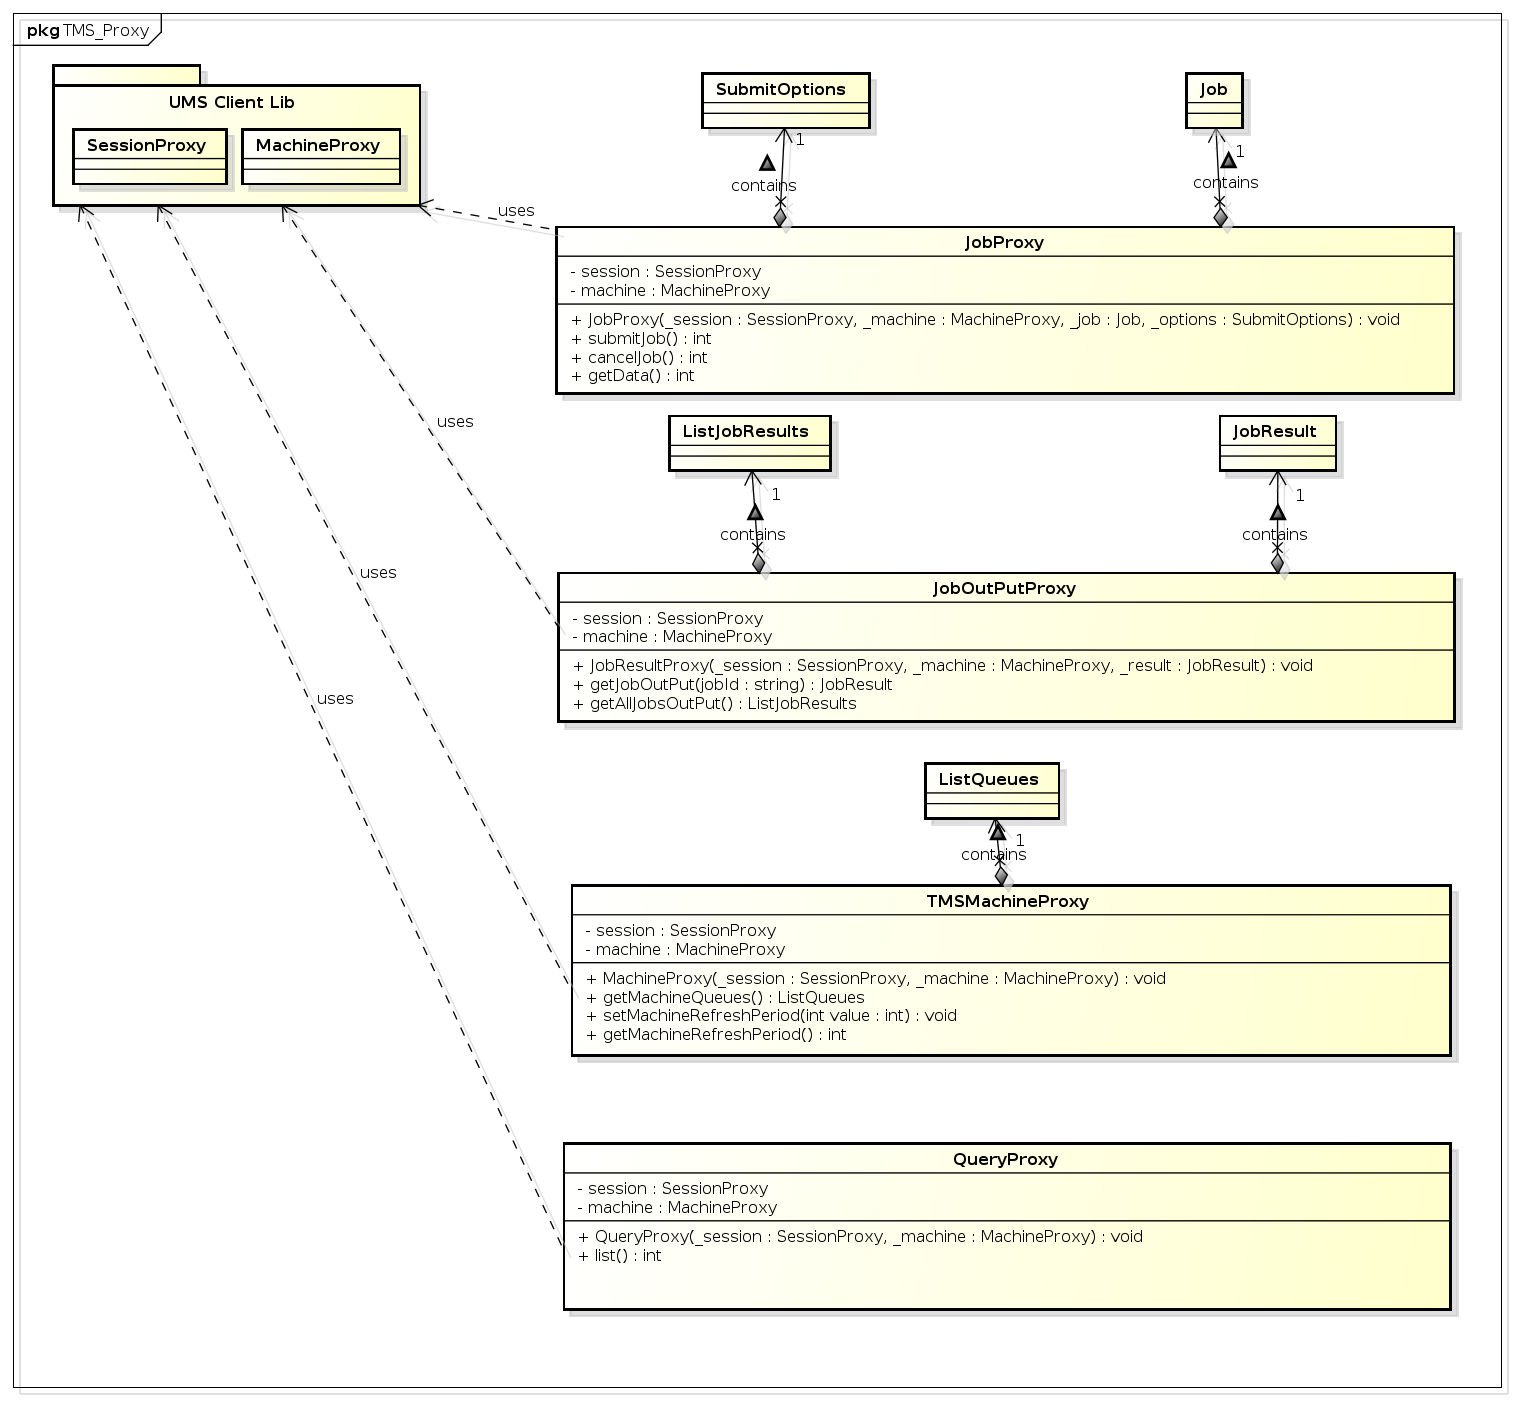 pkg TMS_Proxy
UMS Client Lib
SessionProxy
MachineProxy
SubmitOptions
1
contains
Job
1
contains
uses
JobProxy
- session : SessionProxy
- machine : MachineProxy
+ JobProxy(_session : SessionProxy, _machine : MachineProxy, _job : Job, _options : SubmitOptions) : void
+ submitJob() : int
+ cancelJob() : int
+ getData() : int
uses
ListJobResults
1
contains
JobResult
1
contains
uses
JobOutPutProxy
- session : SessionProxy
- machine : MachineProxy
+ JobResultProxy(_session : SessionProxy, _machine : MachineProxy, _result : JobResult) : void
+ getJobOutPut(jobId : string) : JobResult
+ getAllJobsOutPut() : ListJobResults
uses
ListQueues
1
contains
TMSMachineProxy
- session : SessionProxy
- machine : MachineProxy
+ MachineProxy(_session : SessionProxy, _machine : MachineProxy) : void
+ getMachineQueues() : ListQueues
+ setMachineRefreshPeriod(int value : int) : void
+ getMachineRefreshPeriod() : int
QueryProxy
- session : SessionProxy
- machine : MachineProxy
+ QueryProxy(_session : SessionProxy, _machine : MachineProxy) : void
+ list() : int